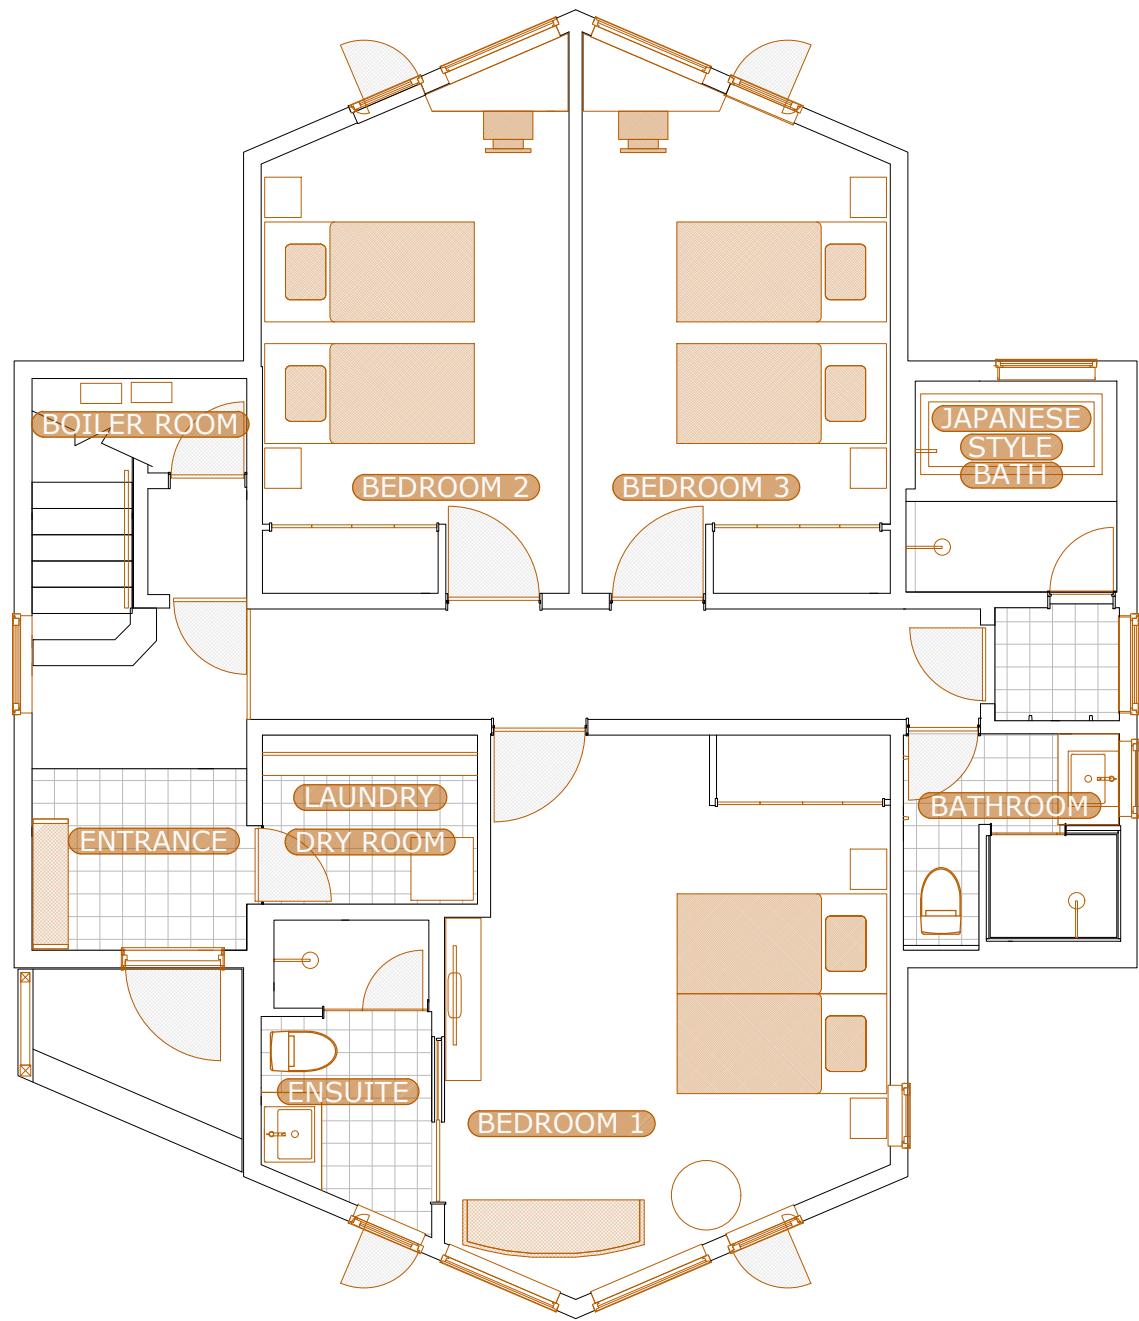 BOILER ROOM
JAPANESE
STYLE
BATH
BEDROOM 2
BEDROOM 3
LAUNDRY
DRY ROOM
ENTRANCE
BATHROOM
ENSUITE
BEDROOM 1